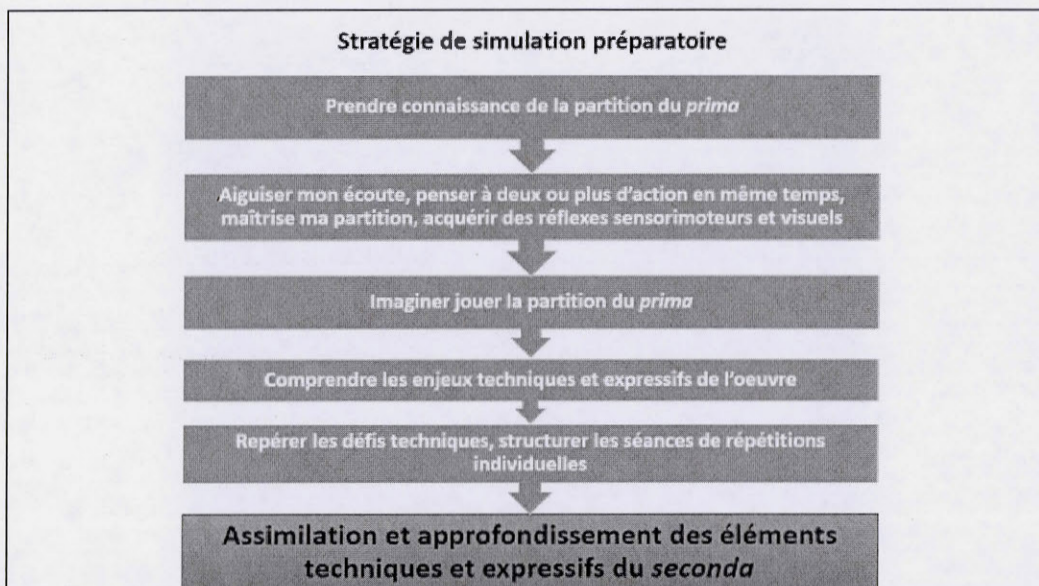 Stratégie de simulation préparatoire
Prendre connaissance de la partition du prima
Aiguiser mon écoute, penser à deux ou plus d'action en même temps,
maîtrise ma partition, acquérir des réflexes sensorimoteurs et visuels
Imaginer jouer la partition du prima
Comprendre les enjeux techniques et expressifs de l'oeuvre
Repérer les défis techniques, structurer les séances de répétitions
individuelles
Assimilation et approfondissement des éléments
techniques et expressifs du seconda